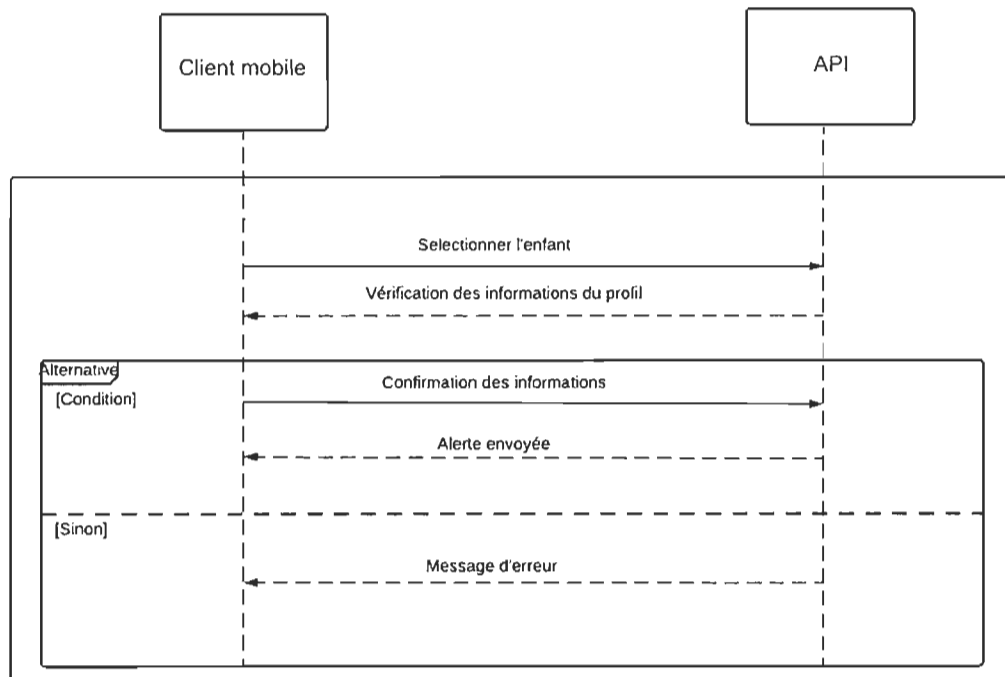 Client mobile
API
Selectionner l'enfant
Vérification des informations du profil
Alternative
Confirmation des informations
[Condition]
Alerte envoyée
[Sinon]
Message d'erreur